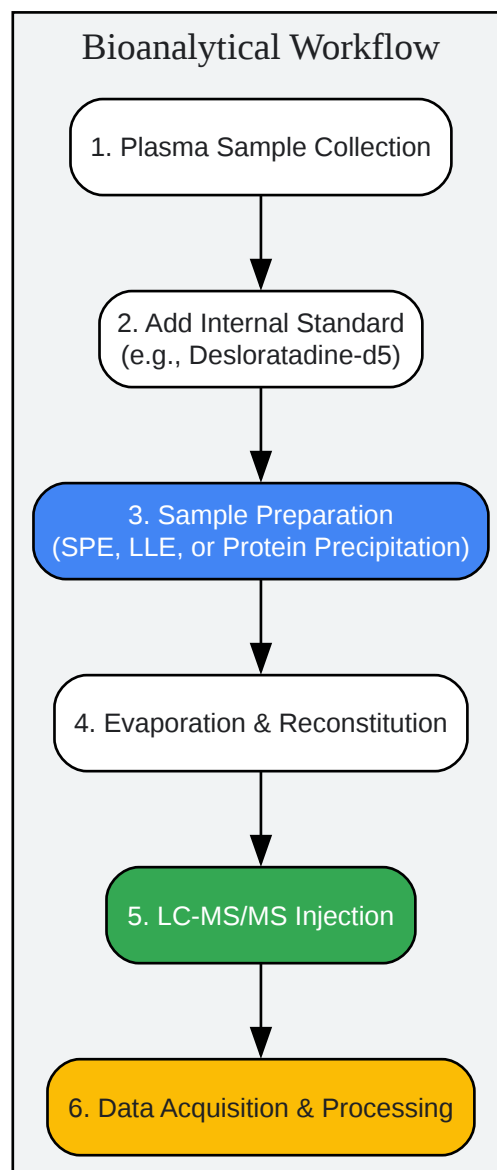 Bioanalytical Workflow
1. Plasma Sample Collection
2. Add Internal Standard
(e.g., Desloratadine-d5)
3. Sample Preparation
(SPE, LLE, or Protein Precipitation)
4. Evaporation & Reconstitution
5. LC-MS/MS Injection
6. Data Acquisition & Processing